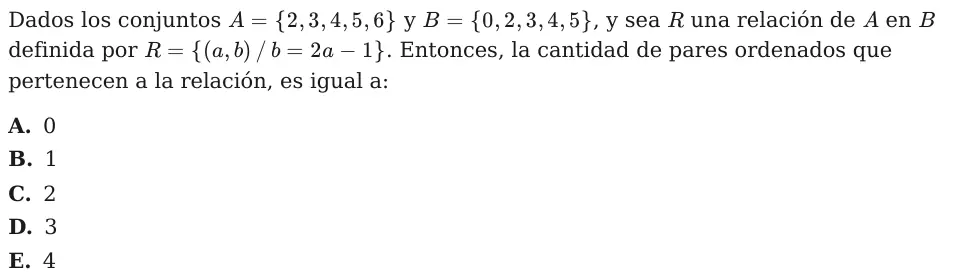 Dados los conjuntos A = {2, 3, 4, 5, 6} y B = {0, 2, 3, 4, 5}, y sea R una relación de A en B
definida por R = {(a, b) / b = 2a − 1}. Entonces, la cantidad de pares ordenados que
pertenecen a la relación, es igual a:
A. 0
B. 1
C. 2
D. 3
E. 4